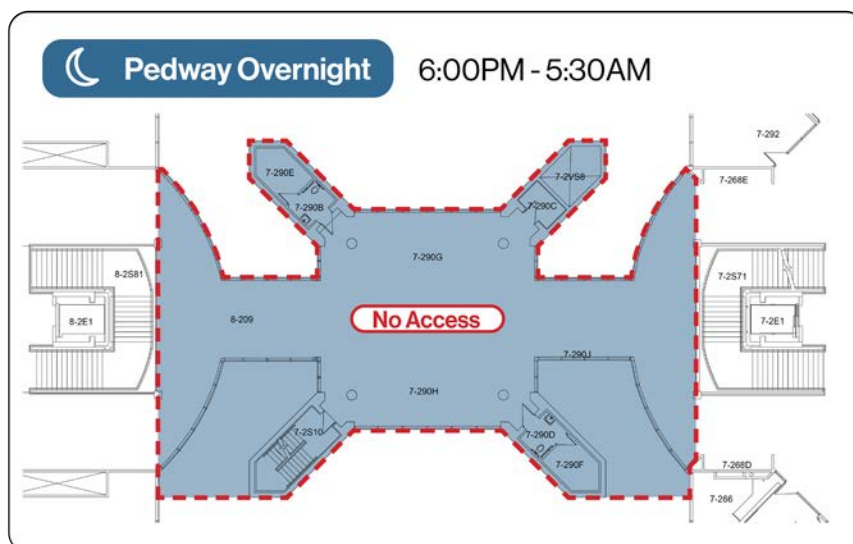 Pedway Overnight 6:00PM - 5:30AM
7-292
7-290E
7-2VS8
7-268E
7-290B
7-290C
7-290G
8-2S81
7-2S71
8-2E1
8-209
No Access
7-2E1
7-290J
7-290H
7-2S10
7-290D
7-290F
7-268D
7-266